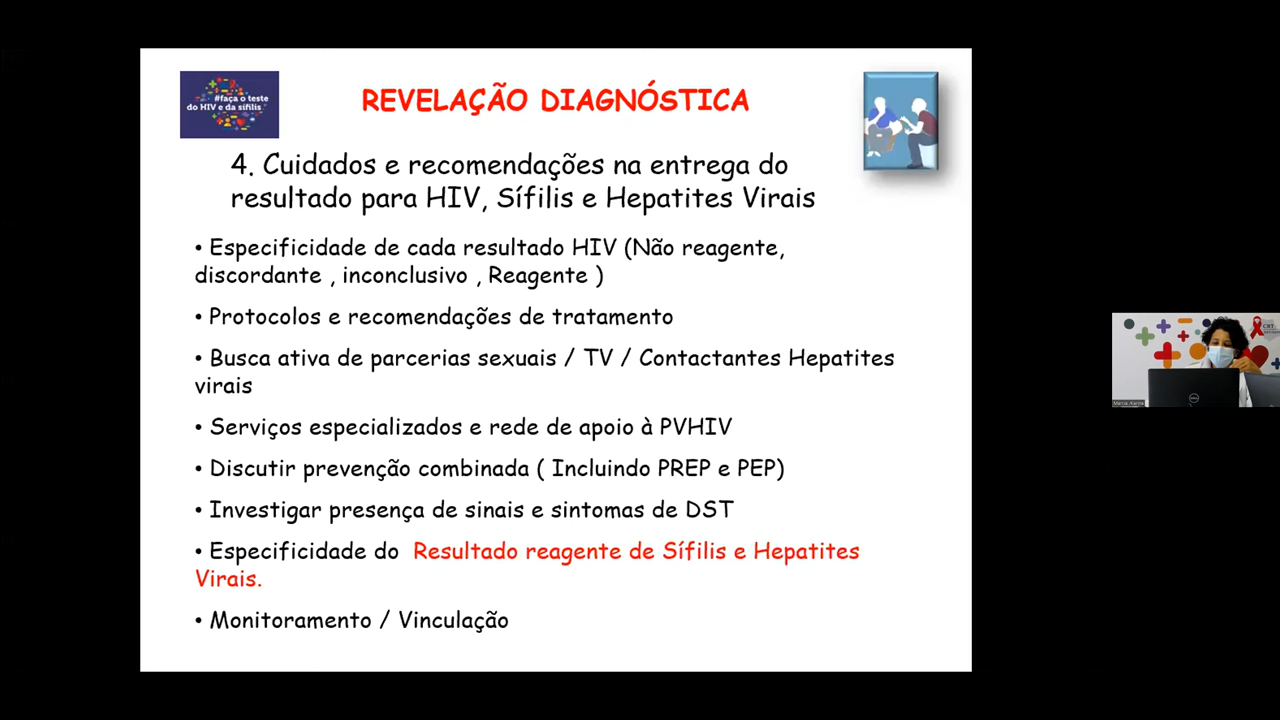 #faça o teste
do HIV e da sífilis
REVELAÇÃO DIAGNÓSTICA
4. Cuidados e recomendações na entrega do
resultado para HIV, Sífilis e Hepatites Virais
• Especificidade de cada resultado HIV (Não reagente,
discordante , inconclusivo , Reagente )
• Protocolos e recomendações de tratamento
• Busca ativa de parcerias sexuais / TV / Contactantes Hepatites
virais
• Serviços especializados e rede de apoio à PVHIV
• Discutir prevenção combinada ( Incluindo PREP e PEP)
• Investigar presença de sinais e sintomas de DST
• Especificidade do Resultado reagente de Sífilis e Hepatites
Virais.
• Monitoramento / Vinculação
CRT